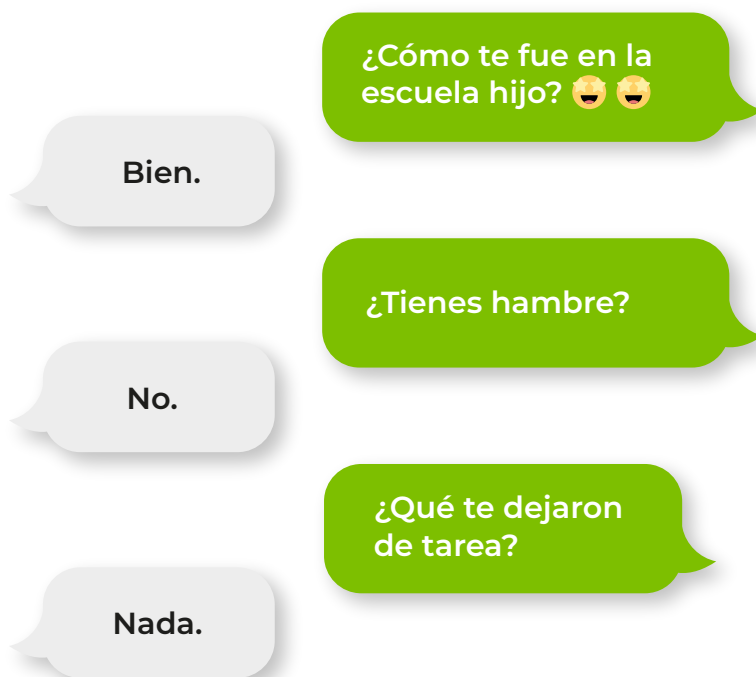 ¿Cómo te fue en la
escuela hijo? 🤩 🤩
Bien.
¿Tienes hambre?
No.
¿Qué te dejaron
de tarea?
Nada.